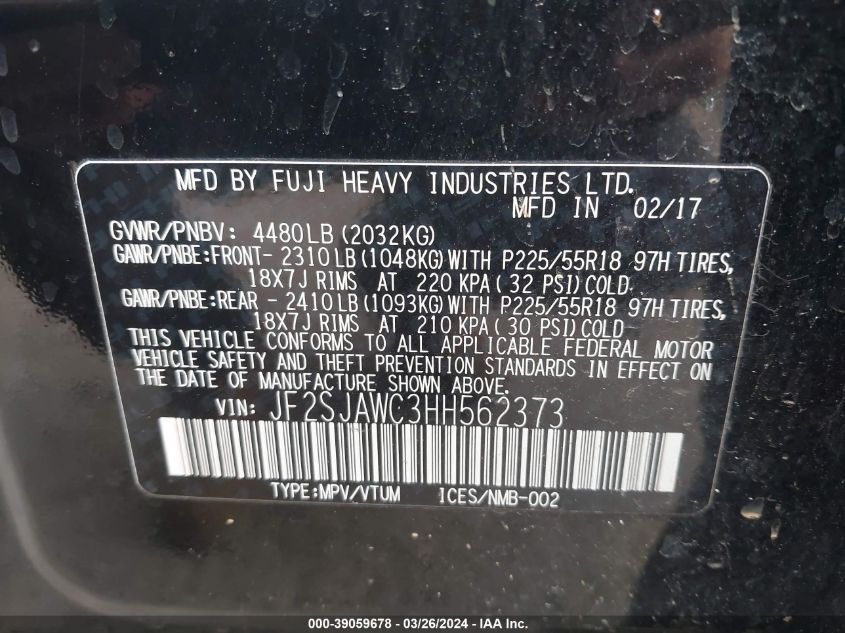 MFD BY FUJI HEAVY INDUSTRIES LTD.
MFD IN 02/17
GVWR/PNBV: 4480LB (2032KG)
GAWR/PNBE:FRONT- 2310LB (1048KG) WITH P225/55R18 97H TIRES,
18X7J RIMS AT 220 KPA ( 32 PSI) COLD
GAWR/PNBE:REAR - 2410LB (1093KG) WITH P225/55R18 97H TIRES,
18X7J RIMS AT 210 KPA ( 30 PSI) COLD
THIS VEHICLE CONFORMS TO ALL APPLICABLE FEDERAL MOTOR
VEHICLE SAFETY AND THEFT PREVENTION STANDARDS IN EFFECT ON
THE DATE OF MANUFACTURE SHOWN ABOVE.
VIN: JF2SJAWC3HH562373
TYPE:MPV/VTUM ICES/NMB-002
000-39059678 - 03/26/2024 - IAAI.com